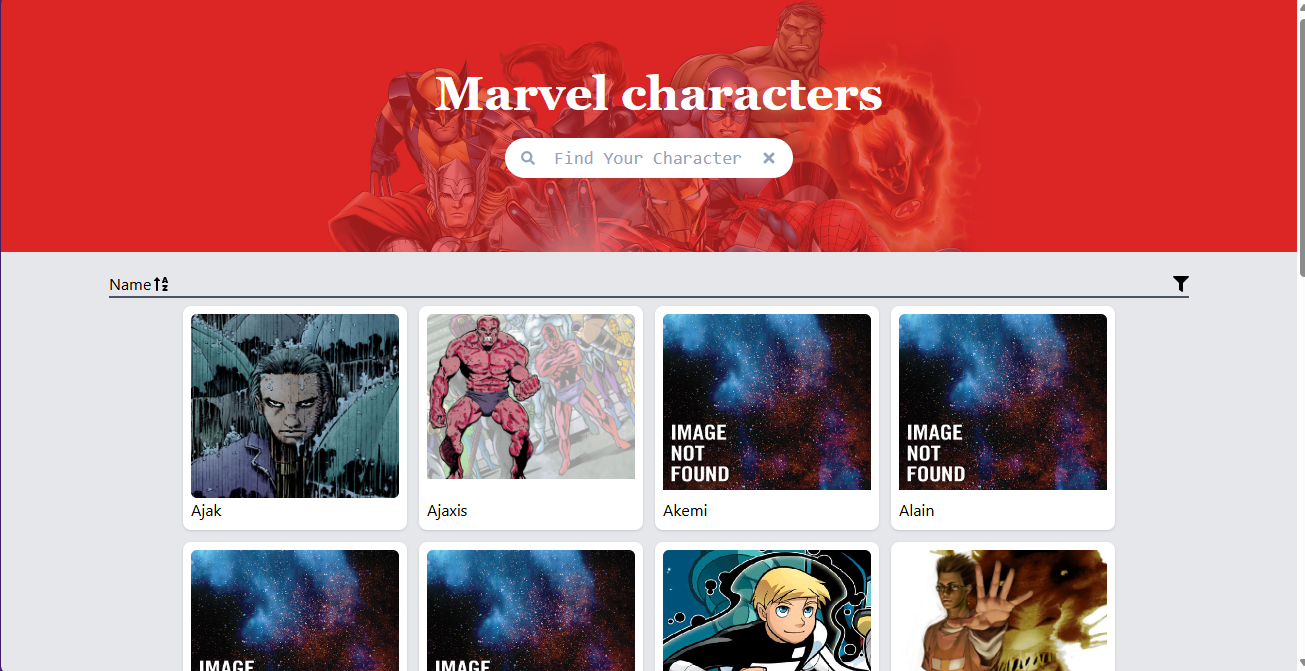 Marvel characters
Find Your Character
Name
IMAGE
NOT
FOUND
IMAGE
NOT
FOUND
Ajak
Ajaxis
Akemi
Alain
IMAGE
IMAGE